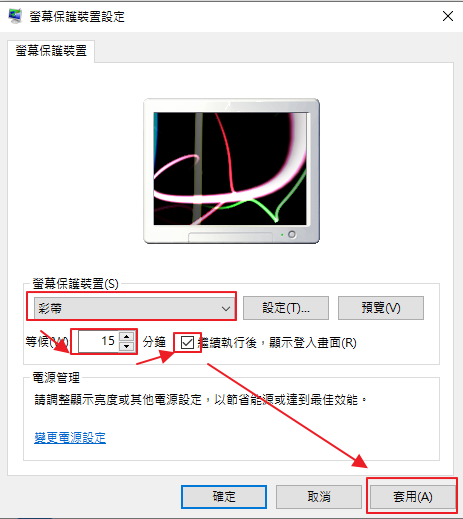 螢幕保護裝置設定
螢幕保護裝置
螢幕保護裝置(S)
彩帶
設定(T)...
預覽(V)
等候(W) 15 分鐘 繼續執行後，顯示登入畫面(R)
電源管理
請調整顯示亮度或其他電源設定，以節省能源或達到最佳效能。
變更電源設定
確定
取消
套用(A)